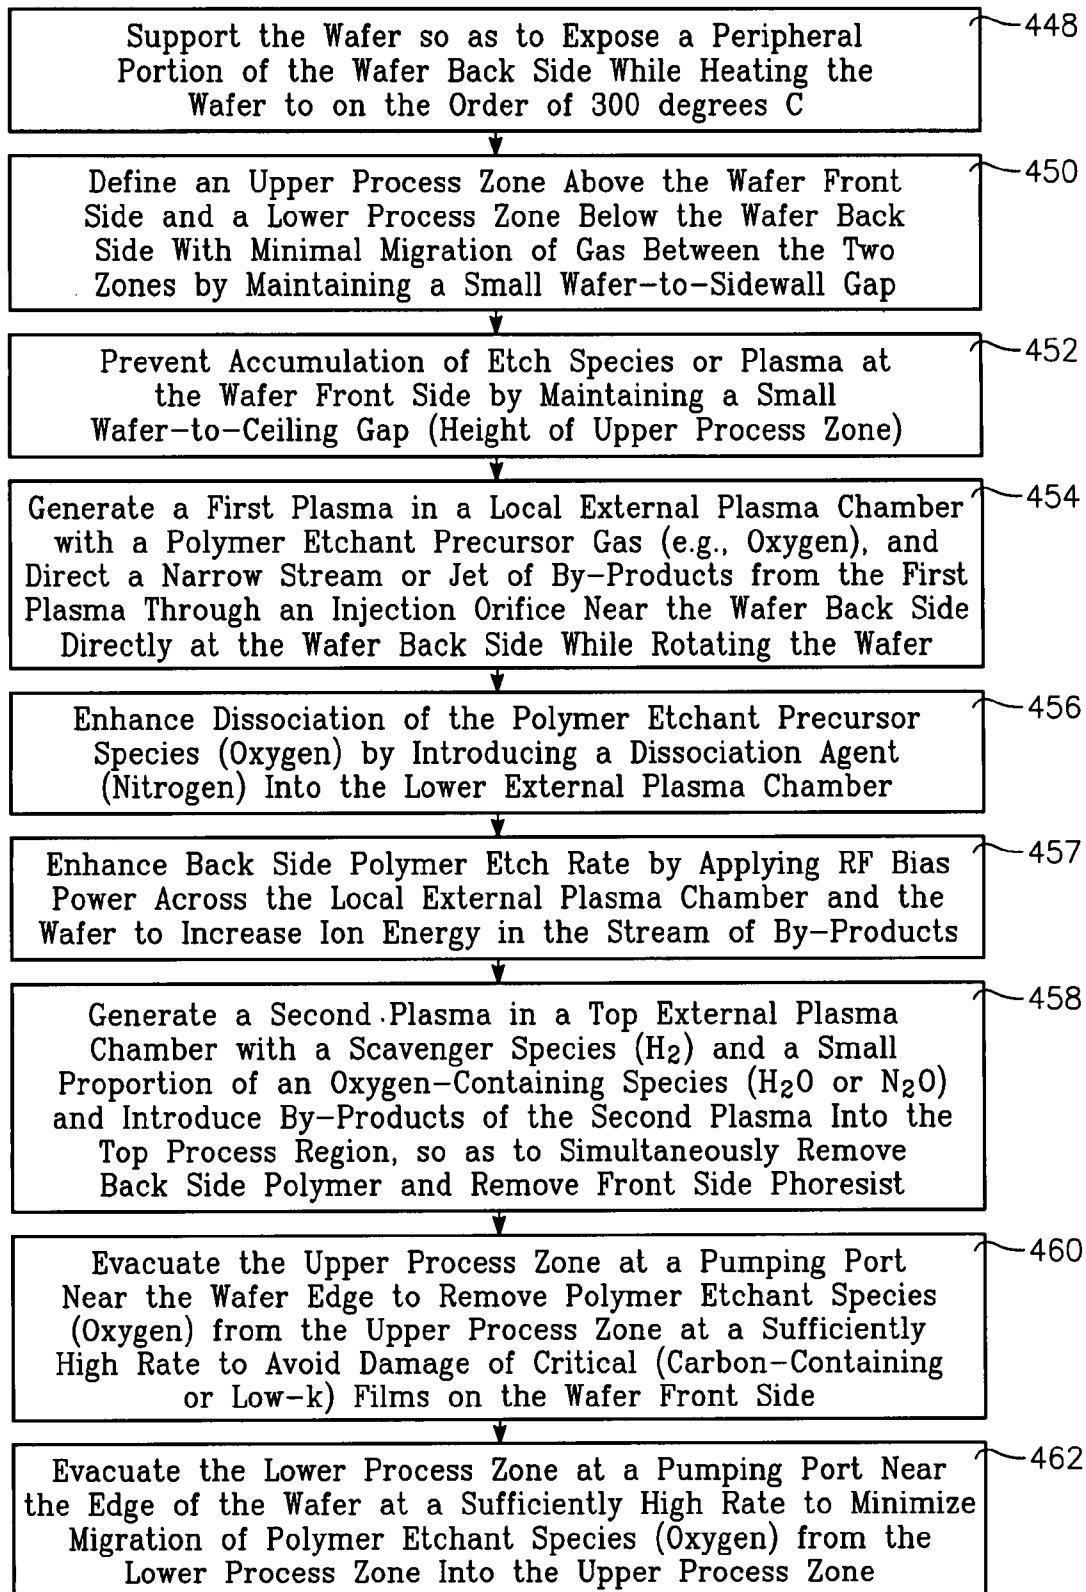 Support the Wafer so as to Expose a Peripheral
Portion of the Wafer Back Side While Heating the
Wafer to on the Order of 300 degrees C
448
Define an Upper Process Zone Above the Wafer Front
Side and a Lower Process Zone Below the Wafer Back
Side With Minimal Migration of Gas Between the Two
Zones by Maintaining a Small Wafer-to-Sidewall Gap
450
Prevent Accumulation of Etch Species or Plasma at
the Wafer Front Side by Maintaining a Small
Wafer-to-Ceiling Gap (Height of Upper Process Zone)
452
Generate a First Plasma in a Local External Plasma Chamber
with a Polymer Etchant Precursor Gas (e.g., Oxygen), and
Direct a Narrow Stream or Jet of By-Products from the First
Plasma Through an Injection Orifice Near the Wafer Back Side
Directly at the Wafer Back Side While Rotating the Wafer
454
Enhance Dissociation of the Polymer Etchant Precursor
Species (Oxygen) by Introducing a Dissociation Agent
(Nitrogen) Into the Lower External Plasma Chamber
456
Enhance Back Side Polymer Etch Rate by Applying RF Bias
Power Across the Local External Plasma Chamber and the
Wafer to Increase Ion Energy in the Stream of By-Products
457
Generate a Second Plasma in a Top External Plasma
Chamber with a Scavenger Species (H2) and a Small
Proportion of an Oxygen-Containing Species (H2O or N2O)
and Introduce By-Products of the Second Plasma Into the
Top Process Region, so as to Simultaneously Remove
Back Side Polymer and Remove Front Side Phoresist
458
Evacuate the Upper Process Zone at a Pumping Port
Near the Wafer Edge to Remove Polymer Etchant Species
(Oxygen) from the Upper Process Zone at a Sufficiently
High Rate to Avoid Damage of Critical (Carbon-Containing
or Low-k) Films on the Wafer Front Side
460
Evacuate the Lower Process Zone at a Pumping Port Near
the Edge of the Wafer at a Sufficiently High Rate to Minimize
Migration of Polymer Etchant Species (Oxygen) from the
Lower Process Zone Into the Upper Process Zone
462